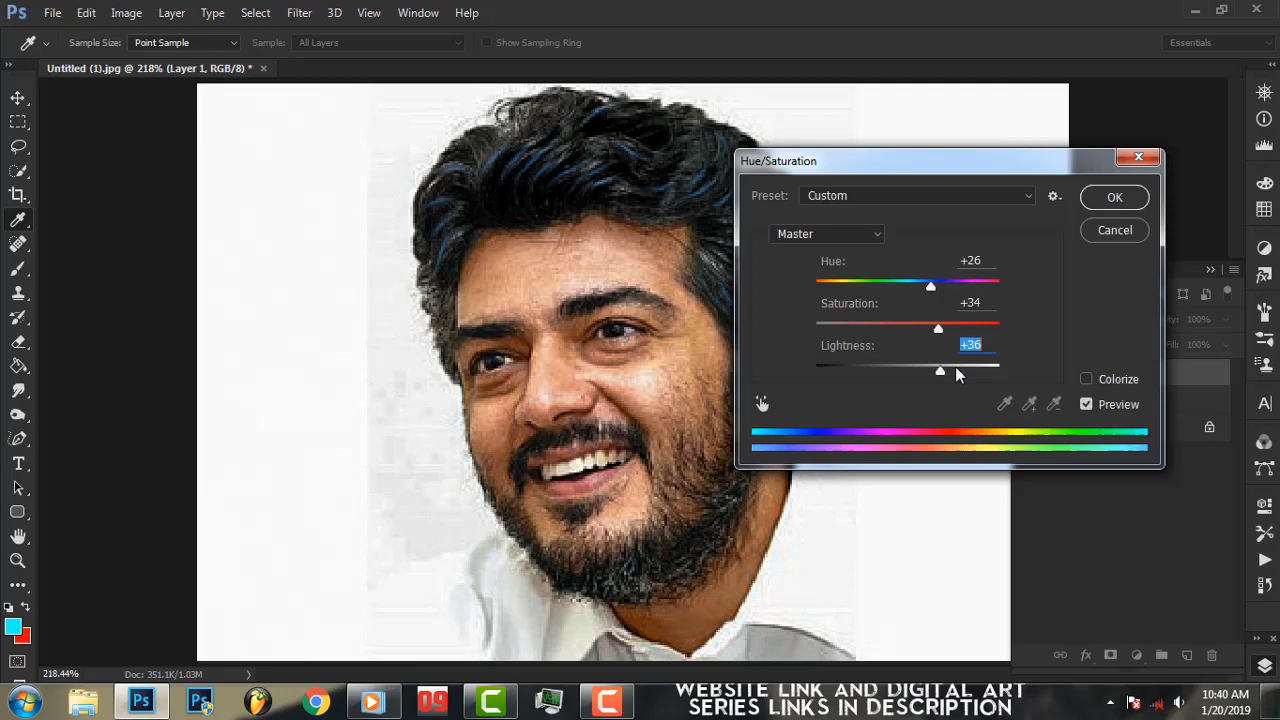 Ps File Edit Image Layer Type Select Filter 3D View Window Help
Sample Size: Point Sample Sample: All Layers Show Sampling Ring Essentials
Untitled (1).jpg @ 218% (Layer 1, RGB/8) * ×
Hue/Saturation
Preset: Custom
OK
Master
Cancel
Hue: +26
Saturation: +34
Lightness: +36
Colorize
Preview
218.44% Doc: 351.1K/1.03M
WEBSITE LINK AND DIGITAL ART
SERIES LINKS IN DESCRIPTION
10:40 AM
1/20/2019